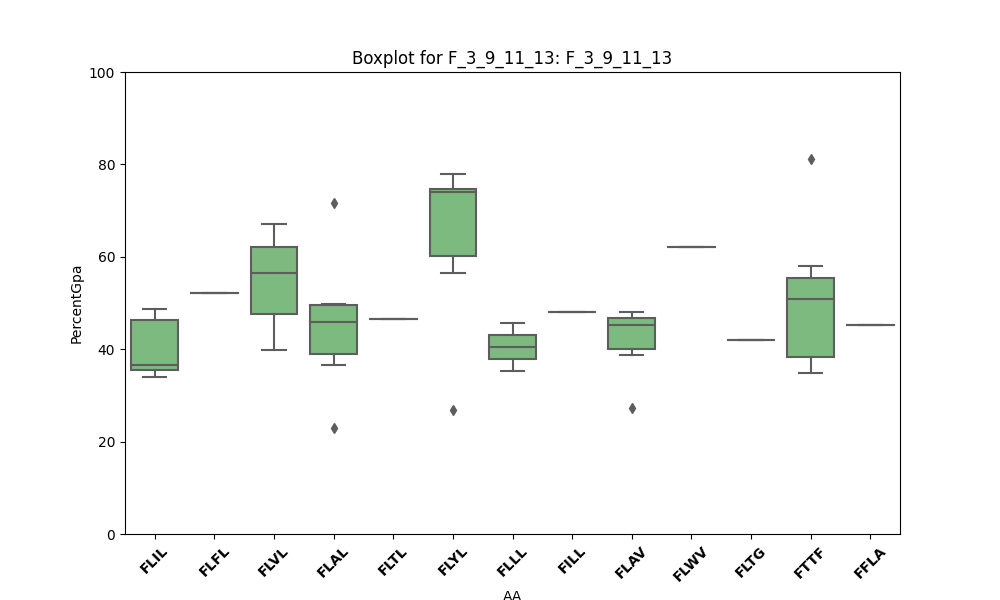 Boxplot for F_3_9_11_13: F_3_9_11_13
100
80
60
40
20
0
PercentGpa
FLIL
FLFL
FLVL
FLAL
FLTL
FLYL
FLLL
FILL
FLAV
FLWV
FLTG
FTTF
FFLA
AA